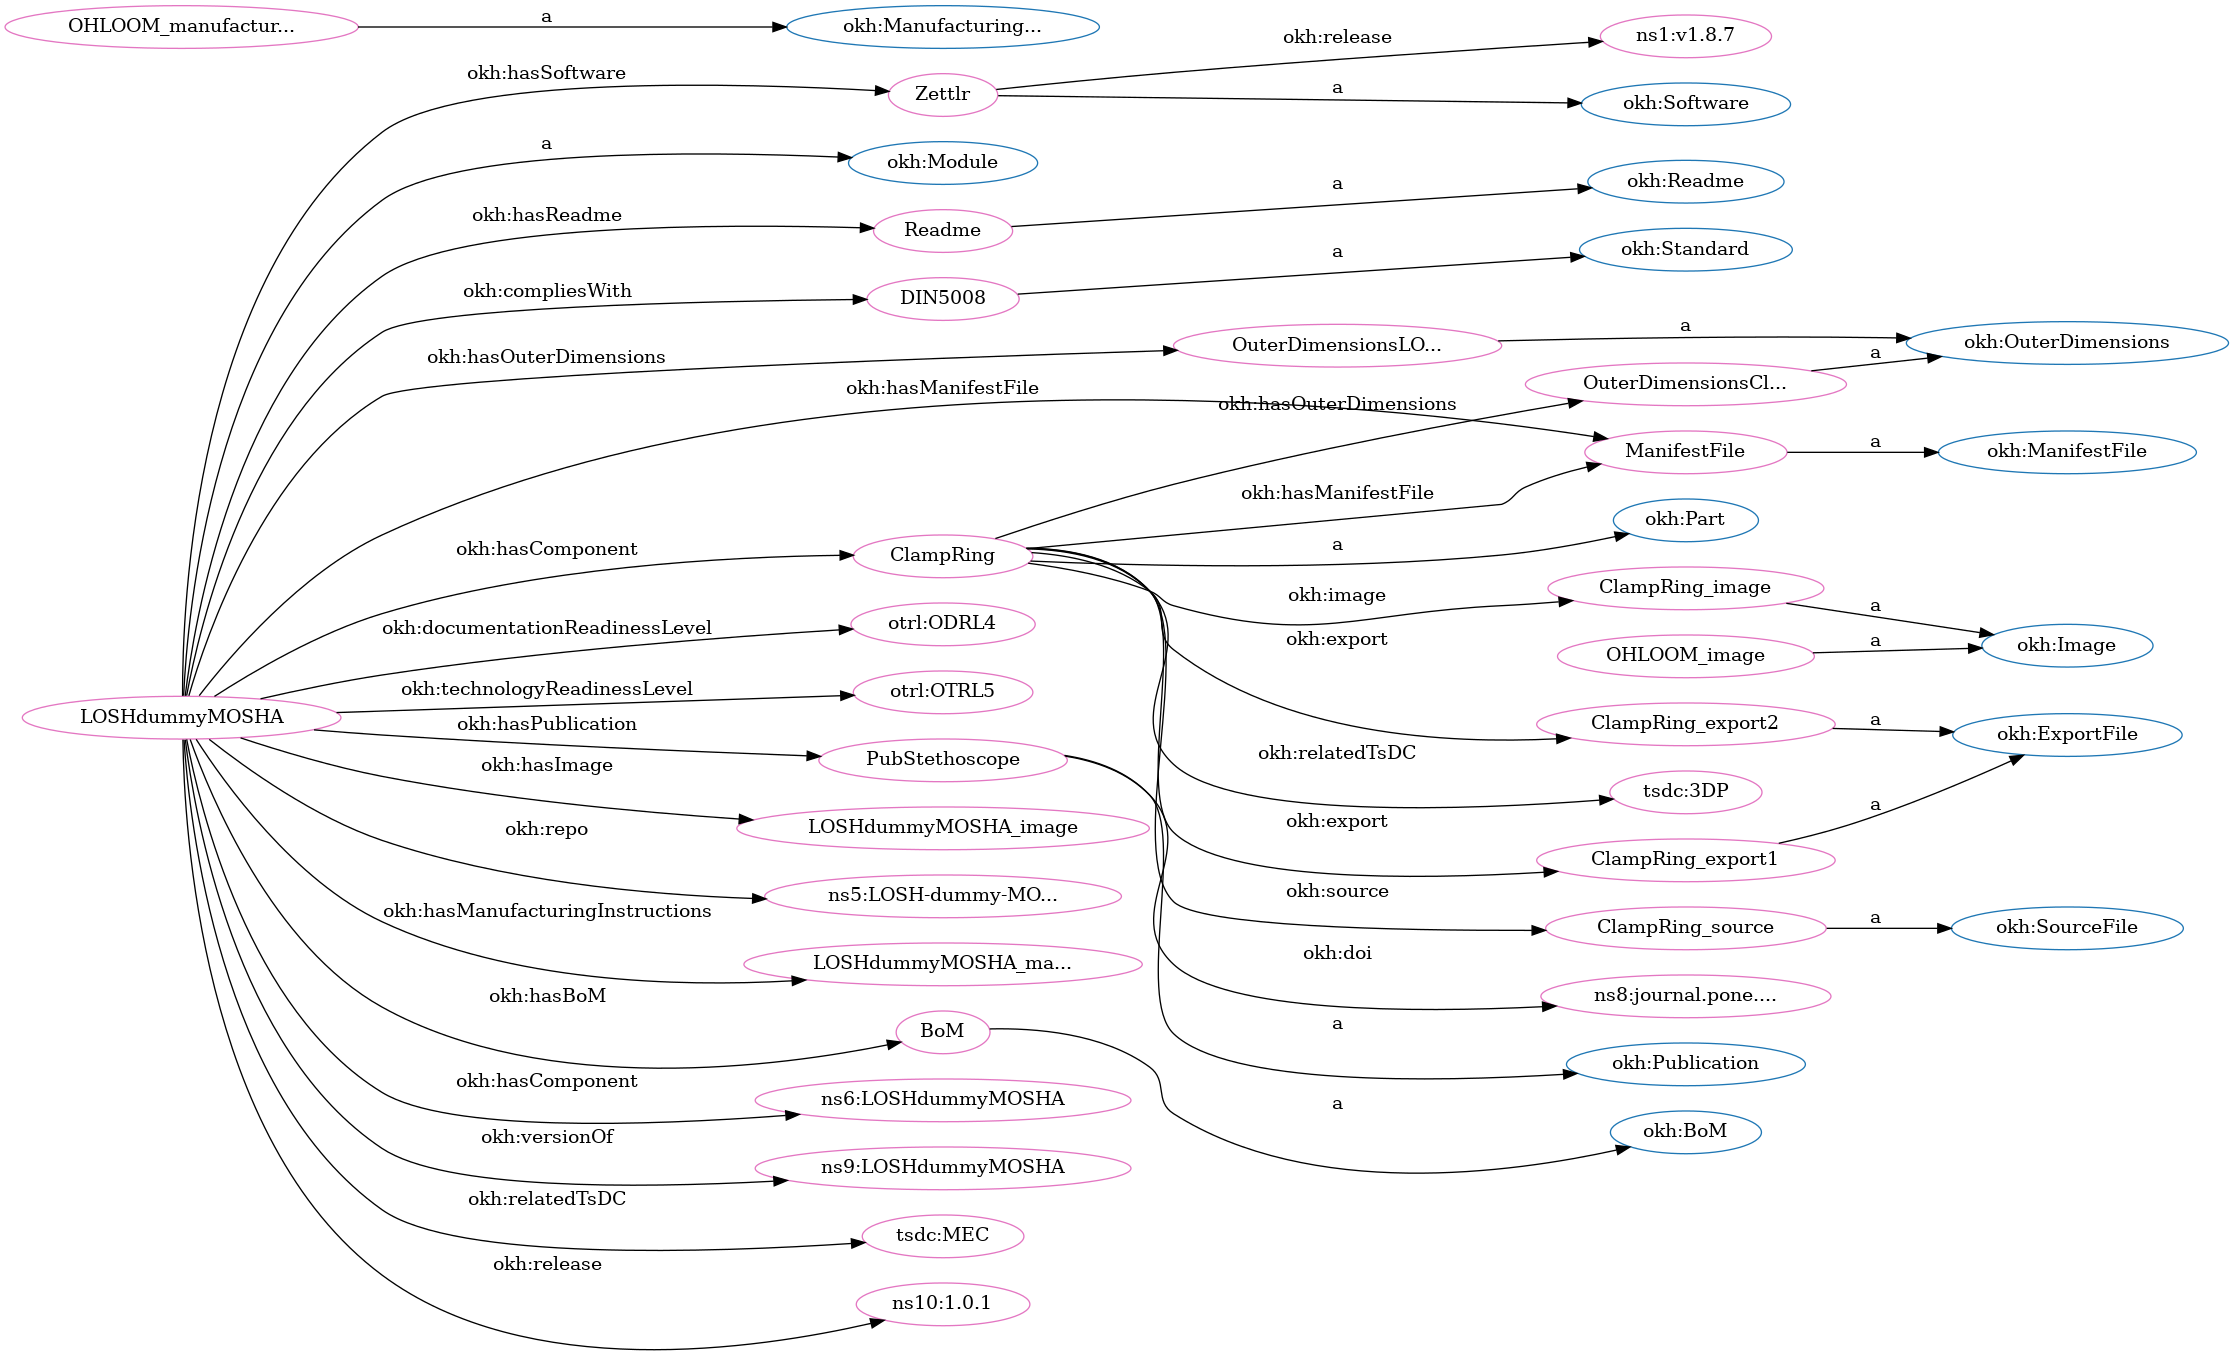 OHLOOM_manufactur...
a
okh:Manufacturing...
okh:release
ns1:v1.8.7
okh:hasSoftware
Zettlr
a
okh:Software
a
okh:Module
okh:hasReadme
Readme
a
okh:Readme
okh:compliesWith
DIN5008
a
okh:Standard
okh:hasOuterDimensions
OuterDimensionsLO...
a
okh:OuterDimensions
OuterDimensionsCl...
a
okh:hasManifestFile
okh:hasOuterDimensions
ManifestFile
a
okh:ManifestFile
okh:hasManifestFile
okh:Part
okh:hasComponent
ClampRing
a
okh:image
ClampRing_image
a
okh:documentationReadinessLevel
otrl:ODRL4
okh:export
OHLOOM_image
a
okh:Image
okh:technologyReadinessLevel
otrl:OTRL5
LOSHdummyMOSHA
okh:hasPublication
ClampRing_export2
a
okh:ExportFile
PubStethoscope
okh:relatedTsDC
tsdc:3DP
okh:hasImage
LOSHdummyMOSHA_image
okh:export
a
ClampRing_export1
okh:repo
ns5:LOSH-dummy-MO...
okh:source
ClampRing_source
a
okh:SourceFile
okh:hasManufacturingInstructions
LOSHdummyMOSHA_ma...
okh:doi
ns8:journal.pone....
okh:hasBoM
BoM
a
okh:Publication
okh:hasComponent
ns6:LOSHdummyMOSHA
a
okh:BoM
okh:versionOf
ns9:LOSHdummyMOSHA
okh:relatedTsDC
tsdc:MEC
okh:release
ns10:1.0.1